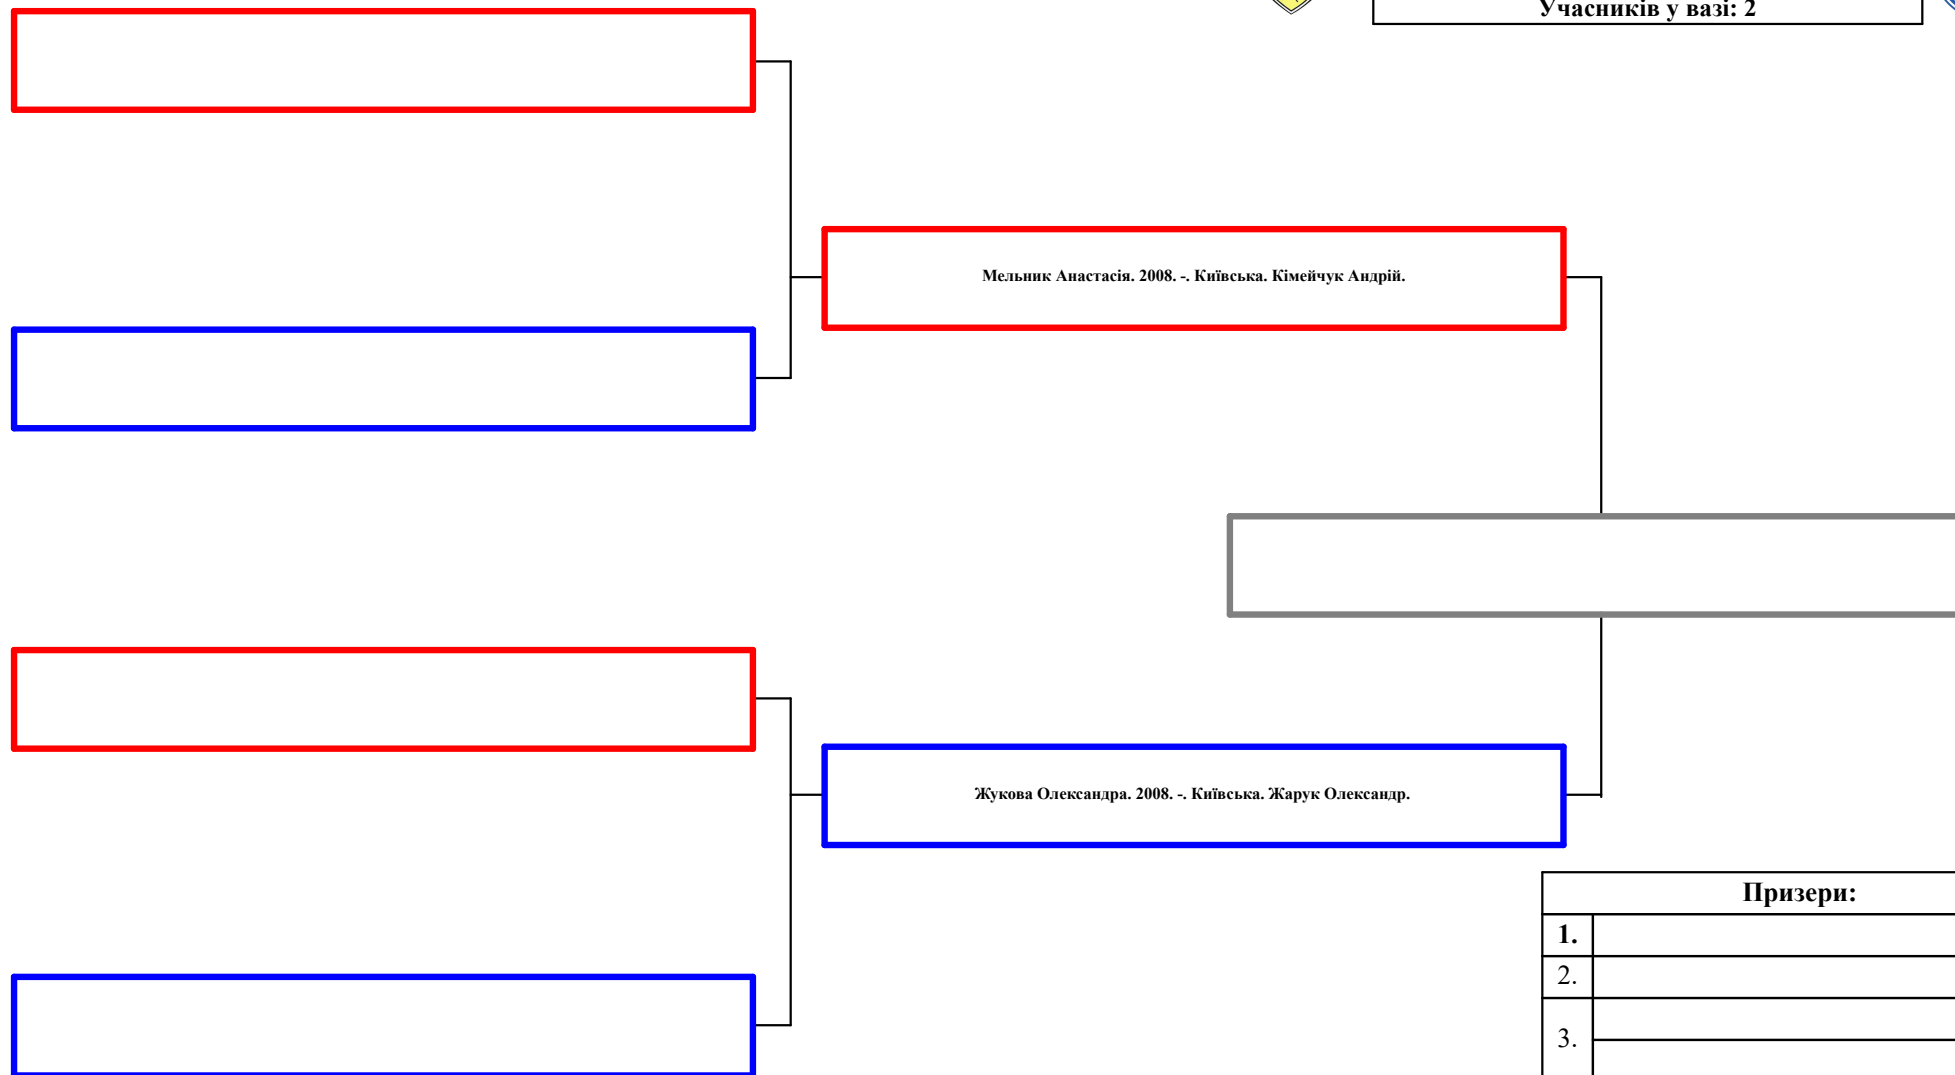 Учасників у вазі: 2
Мельник Анастасія. 2008. -. Київська. Кімейчук Андрій.
Жукова Олександра. 2008. -. Київська. Жарук Олександр.
Призери:
1.
2.
3.